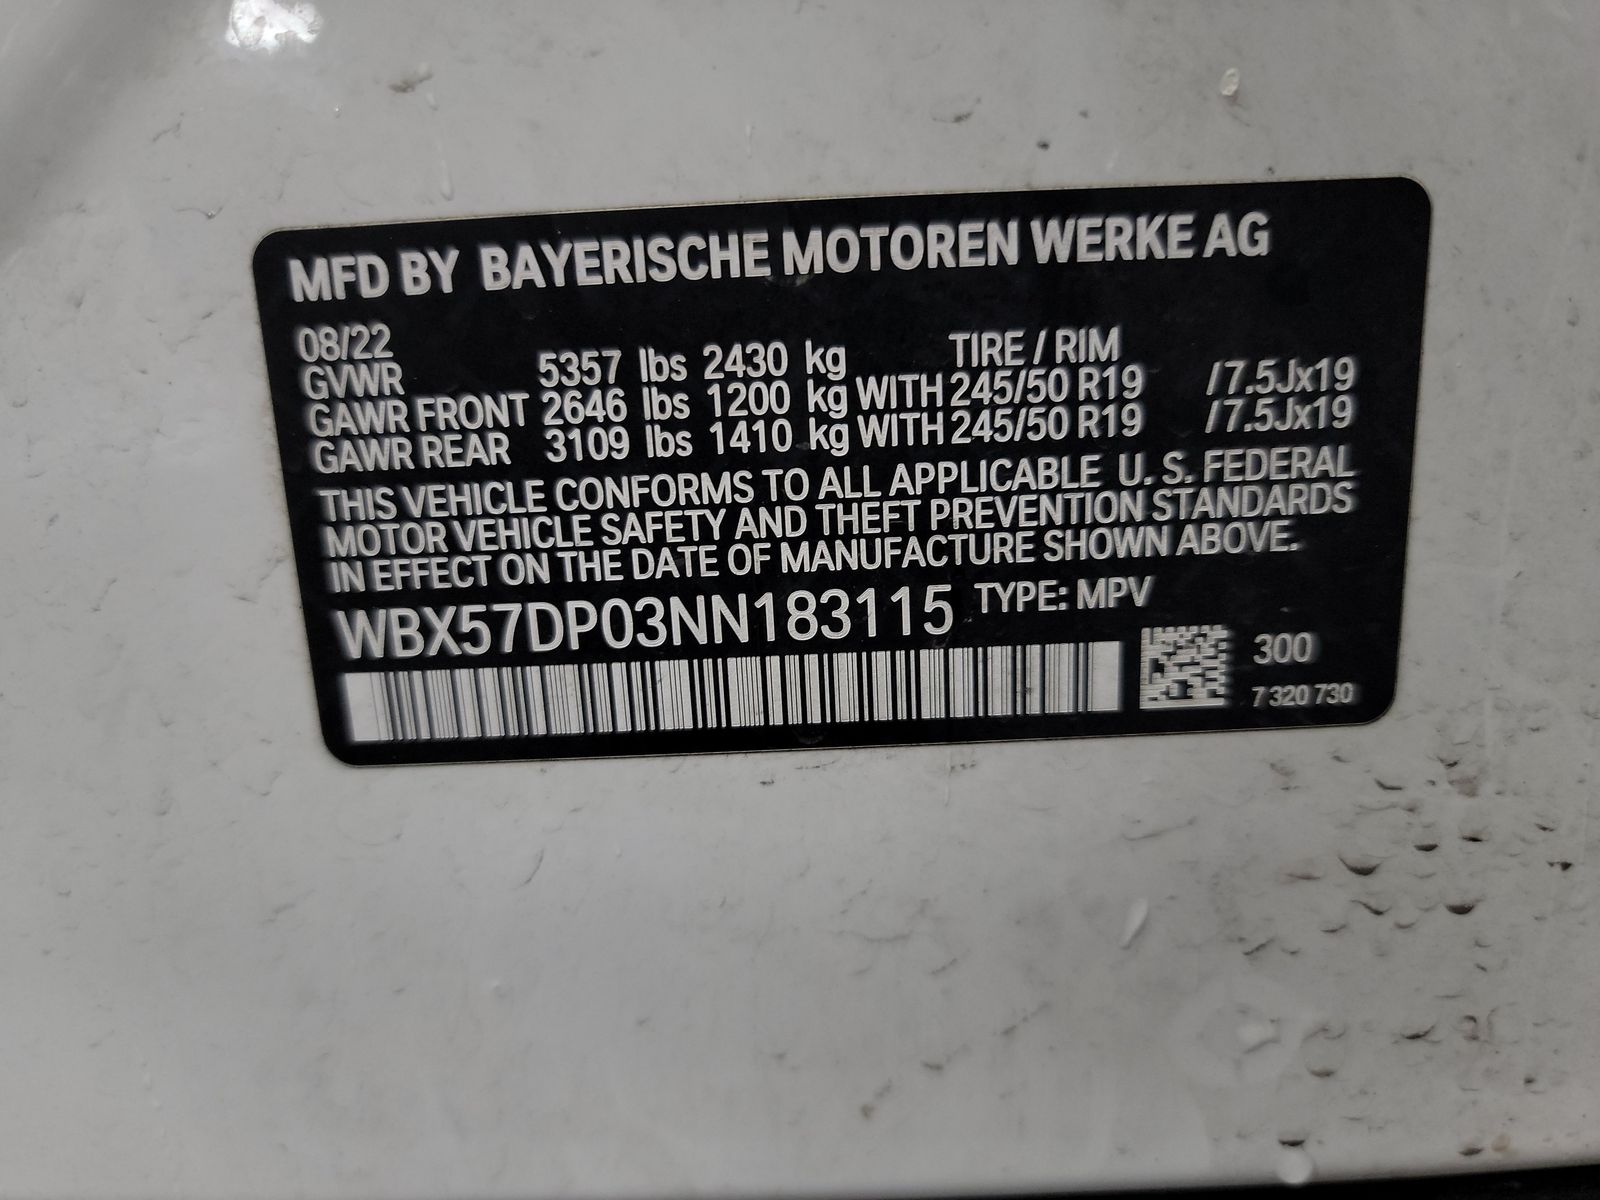 MFD BY BAYERISCHE MOTOREN WERKE AG
08/22 TIRE / RIM
GVWR 5357 lbs 2430 kg
GAWR FRONT 2646 lbs 1200 kg WITH 245/50 R19 /7.5Jx19
GAWR REAR 3109 lbs 1410 kg WITH 245/50 R19 /7.5Jx19
THIS VEHICLE CONFORMS TO ALL APPLICABLE U. S. FEDERAL
MOTOR VEHICLE SAFETY AND THEFT PREVENTION STANDARDS
IN EFFECT ON THE DATE OF MANUFACTURE SHOWN ABOVE.
WBX57DP03NN183115 TYPE: MPV
300
7 320 730